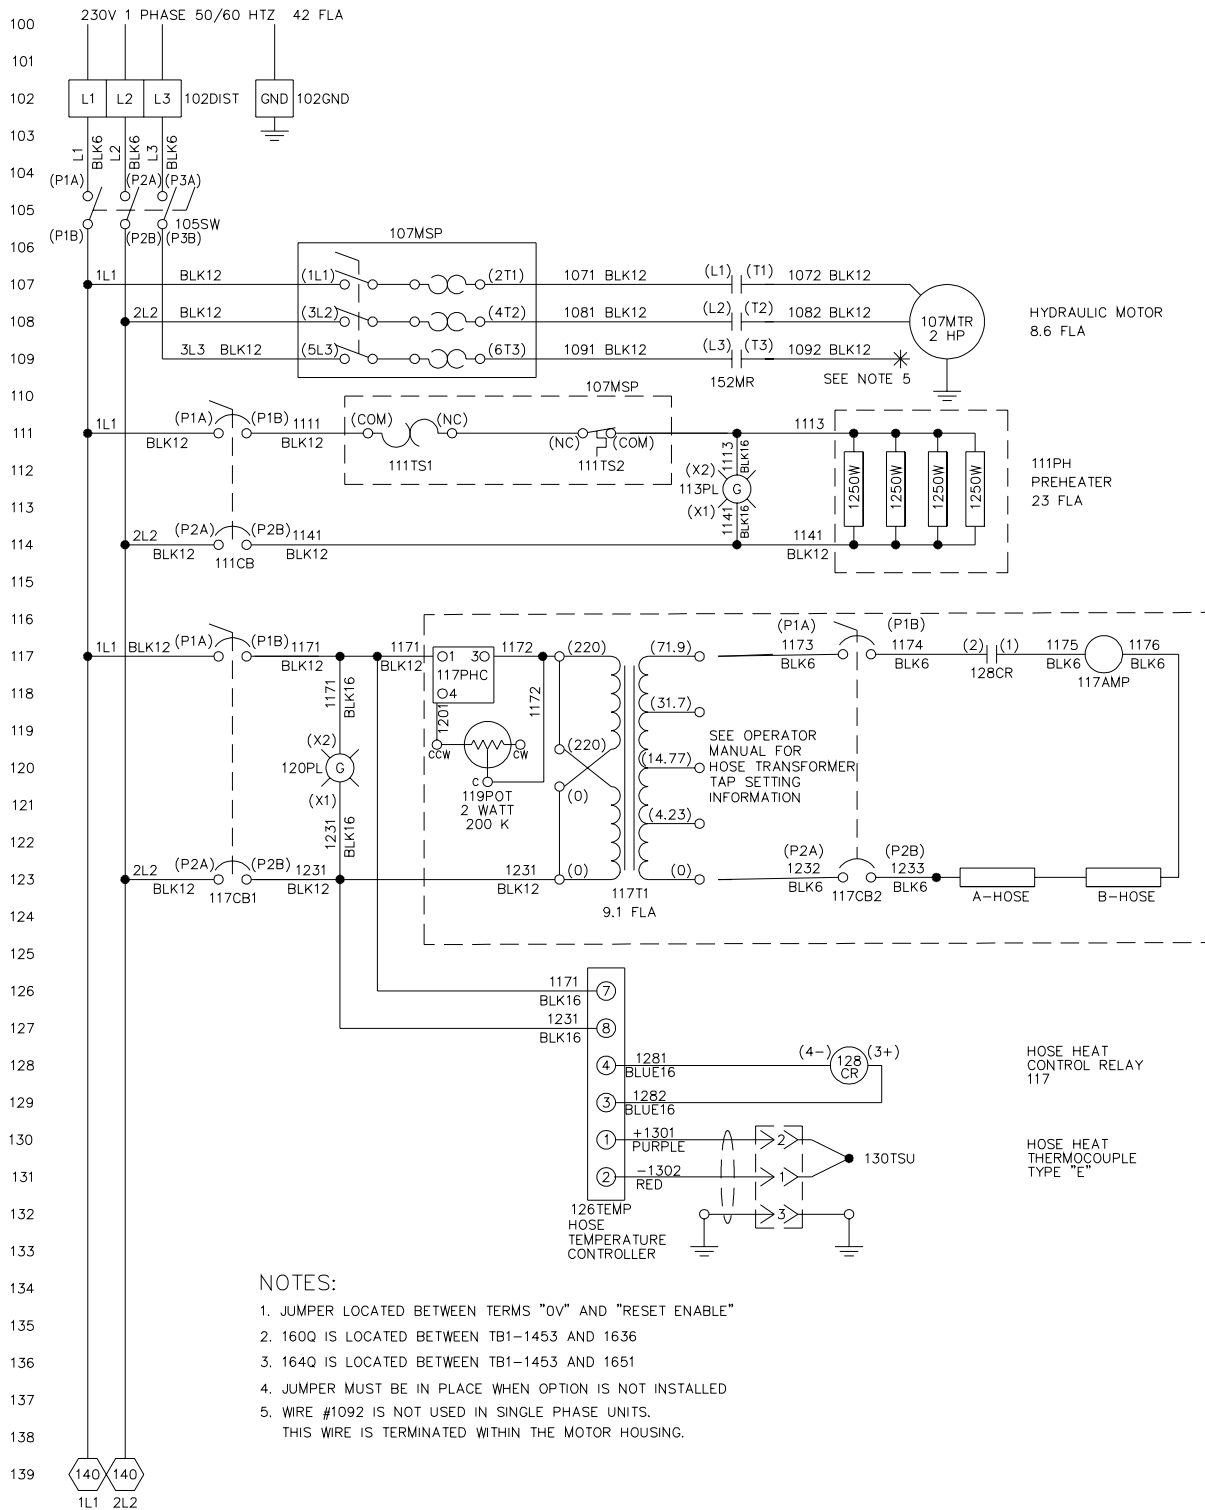 100 230V 1 PHASE 50/60 HTZ 42 FLA
101
102 L1 L2 L3 102DIST GND 102GND
103 L1 BLK6 L2 BLK6 L3 BLK6
104 (P1A) (P2A) (P3A)
105 105SW
(P1B) (P2B) (P3B)
106 107MSP
107 1L1 BLK12 (1L1) (2T1) 1071 BLK12 (L1) (T1) 1072 BLK12
108 2L2 BLK12 (3L2) (4T2) 1081 BLK12 (L2) (T2) 1082 BLK12 107MTR 2 HP
HYDRAULIC MOTOR
8.6 FLA
109 3L3 BLK12 (5L3) (6T3) 1091 BLK12 (L3) (T3) 1092 BLK12
152MR SEE NOTE 5
110 107MSP
111 1L1 BLK12 (P1A) (P1B) 1111 BLK12 (COM) (NC) (NC) (COM) 1113
111TS1 111TS2
112 1113 BLK16 (X2) 1250W 1250W 1250W 1250W
111PH
PREHEATER
23 FLA
113PL G
113 (X1) 1141 BLK16
114 2L2 BLK12 (P2A) (P2B) 1141 BLK12 1141 BLK12
111CB
115
116
117 1L1 BLK12 (P1A) (P1B) 1171 BLK12 1171 BLK12 1 3 1172 (220) (71.9) 1173 BLK6 (P1A) (P1B) 1174 BLK6 (2) (1) 1175 BLK6 1176 BLK6
117PHC 128CR 117AMP
118 1171 BLK16 4 1201 1172 (31.7)
119 (X2) CCW CW (220)
SEE OPERATOR
MANUAL FOR
HOSE TRANSFORMER
TAP SETTING
INFORMATION
120 120PL G C (14.77)
121 (X1) 119POT
2 WATT
200 K
(0) (4.23)
122 1231 BLK16
123 2L2 BLK12 (P2A) (P2B) 1231 BLK12 1231 BLK12 (0) (0) 1232 BLK6 (P2A) (P2B) 1233 BLK6
117CB1 117T1 117CB2 A-HOSE B-HOSE
124 9.1 FLA
125
126 1171 BLK16 7
127 1231 BLK16 8
128 4 1281 BLUE16 (4-) 128 CR (3+)
HOSE HEAT
CONTROL RELAY
117
129 3 1282 BLUE16
130 1 +1301 PURPLE 2 130TSU
HOSE HEAT
THERMOCOUPLE
TYPE "E"
131 2 -1302 RED 1
132 126TEMP 3
HOSE
TEMPERATURE
CONTROLLER
133
134 NOTES:
135 1. JUMPER LOCATED BETWEEN TERMS "0V" AND "RESET ENABLE"
2. 160Q IS LOCATED BETWEEN TB1-1453 AND 1636
136 3. 164Q IS LOCATED BETWEEN TB1-1453 AND 1651
137 4. JUMPER MUST BE IN PLACE WHEN OPTION IS NOT INSTALLED
5. WIRE #1092 IS NOT USED IN SINGLE PHASE UNITS.
138 THIS WIRE IS TERMINATED WITHIN THE MOTOR HOUSING.
139 140 140
1L1 2L2